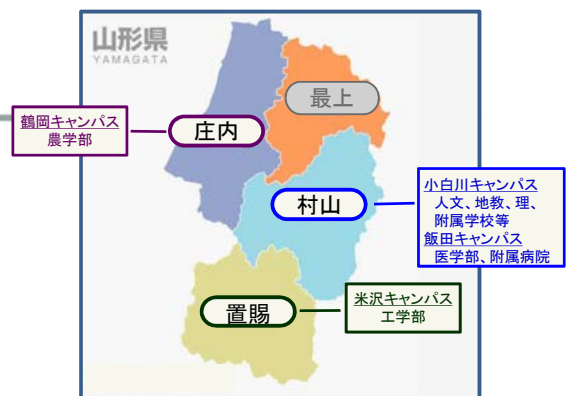 山形県
YAMAGATA
最上
鶴岡キャンパス
農学部
庄内
小白川キャンパス
人文、地教、理、
附属学校等
飯田キャンパス
医学部、附属病院
村山
米沢キャンパス
工学部
置賜